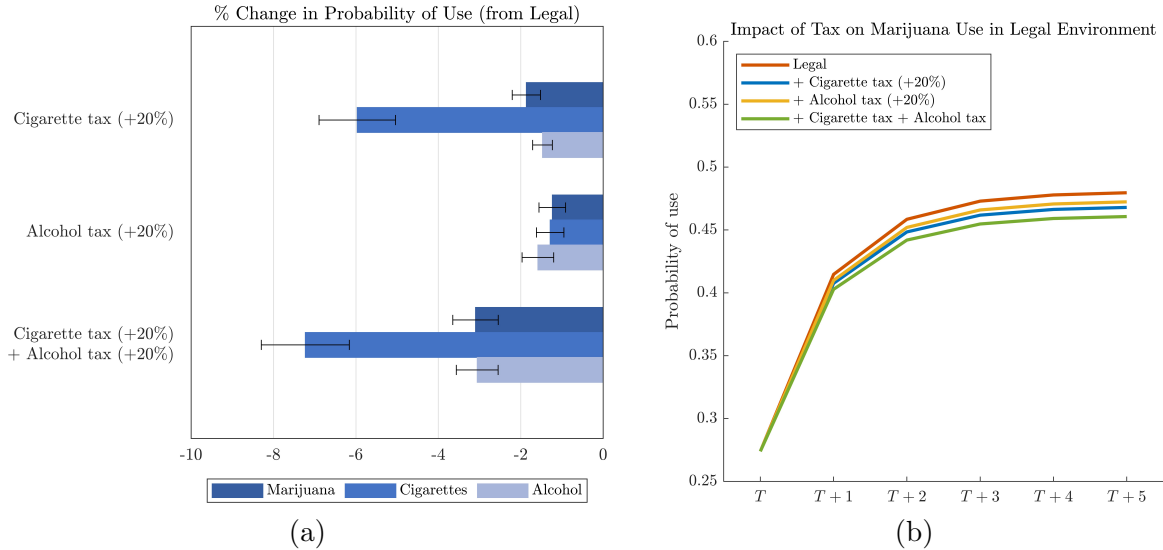 % Change in Probability of Use (from Legal)
Cigarette tax (+20%)
Alcohol tax (+20%)
Cigarette tax (+20%)
+ Alcohol tax (+20%)
-10
-8
-6
-4
-2
0
Marijuana
Cigarettes
Alcohol
(a)
Impact of Tax on Marijuana Use in Legal Environment
0.6
0.55
0.5
0.45
0.4
0.35
0.3
0.25
Probability of use
Legal
+ Cigarette tax (+20%)
+ Alcohol tax (+20%)
+ Cigarette tax + Alcohol tax
T
T + 1
T + 2
T + 3
T + 4
T + 5
(b)